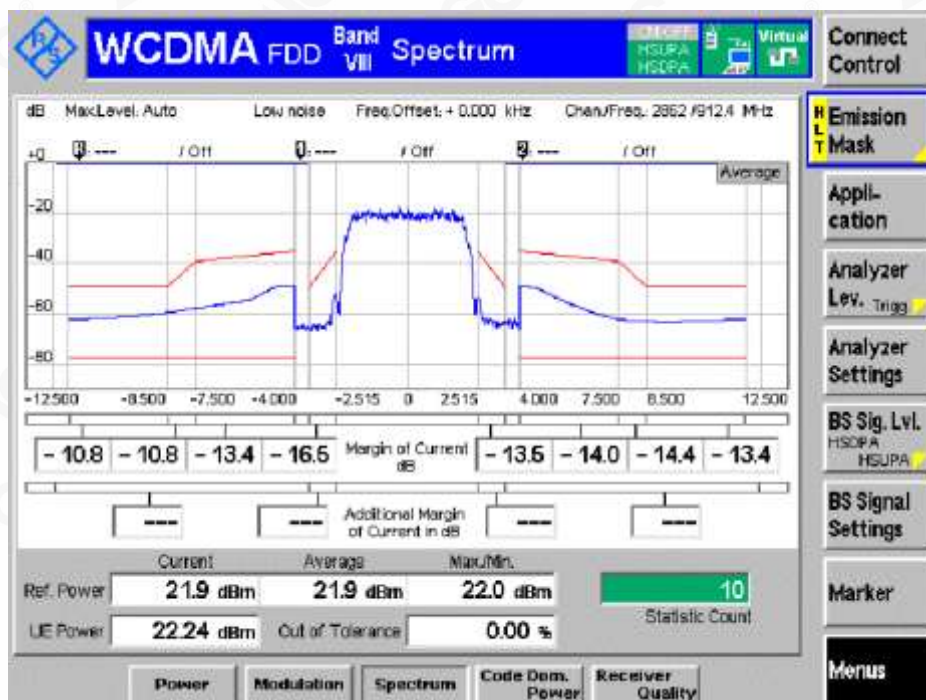 R S
WCDMA FDD Band VIII Spectrum
HSUPA
HSDPA
Virtual
Connect Control
dB Max.Level: Auto Low noise Freq.Offset: + 0.000 kHz Chan./Freq.: 2862 /912.4 MHz
HLT Emission Mask
--- / Off --- / Off 2: --- / Off
+0
Average
-20
-40
-60
-80
-12.500 -8.500 -7.500 -4.000 -2.515 0 2.515 4.000 7.500 8.500 12.500
Appli-
cation
Analyzer
Lev. Trigg
Analyzer
Settings
- 10.8 - 10.8 - 13.4 - 16.5 Margin of Current dB - 13.5 - 14.0 - 14.4 - 13.4
BS Sig. Lvl.
HSDPA
HSUPA
--- --- Additional Margin of Current in dB --- ---
BS Signal
Settings
Current Average Max./Min.
Ref. Power 21.9 dBm 21.9 dBm 22.0 dBm 10
Statistic Count
UE Power 22.24 dBm Out of Tolerance 0.00 %
Marker
Power Modulation Spectrum Code Dom. Power Receiver Quality
Menus